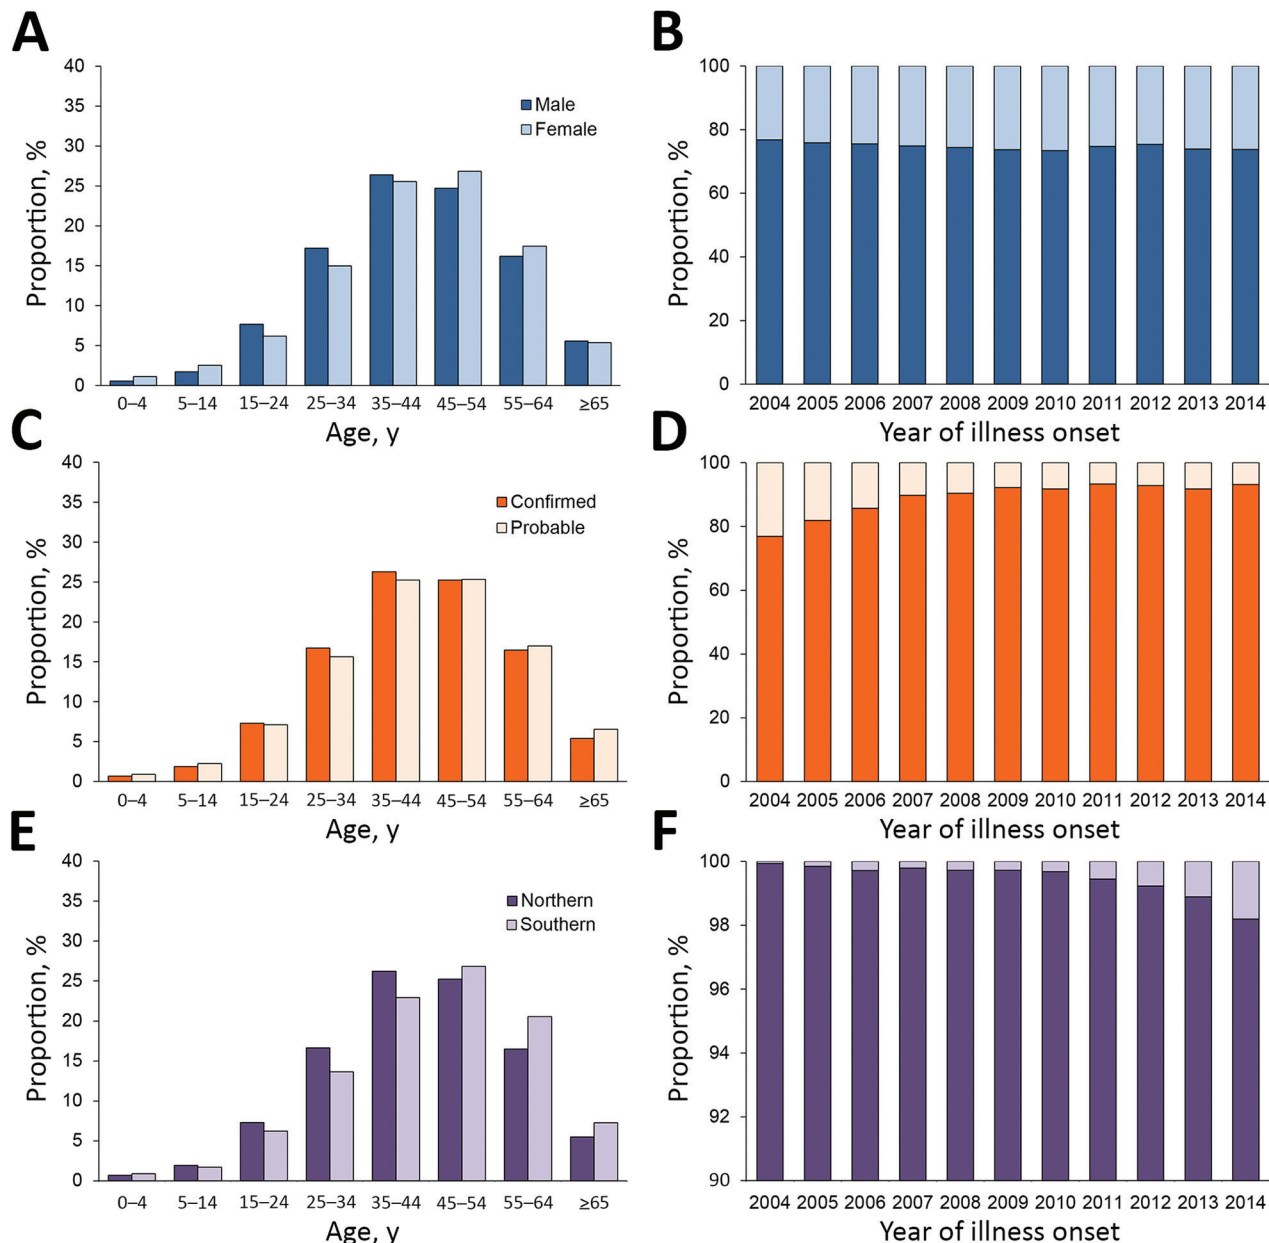 A
Proportion, %
40
35
30
25
20
15
10
5
0
Male
Female
0–4 5–14 15–24 25–34 35–44 45–54 55–64 ≥65
Age, y
B
Proportion, %
100
80
60
40
20
0
2004 2005 2006 2007 2008 2009 2010 2011 2012 2013 2014
Year of illness onset
C
Proportion, %
40
35
30
25
20
15
10
5
0
Confirmed
Probable
0–4 5–14 15–24 25–34 35–44 45–54 55–64 ≥65
Age, y
D
Proportion, %
100
80
60
40
20
0
2004 2005 2006 2007 2008 2009 2010 2011 2012 2013 2014
Year of illness onset
E
Proportion, %
40
35
30
25
20
15
10
5
0
Northern
Southern
0–4 5–14 15–24 25–34 35–44 45–54 55–64 ≥65
Age, y
F
Proportion, %
100
98
96
94
92
90
2004 2005 2006 2007 2008 2009 2010 2011 2012 2013 2014
Year of illness onset